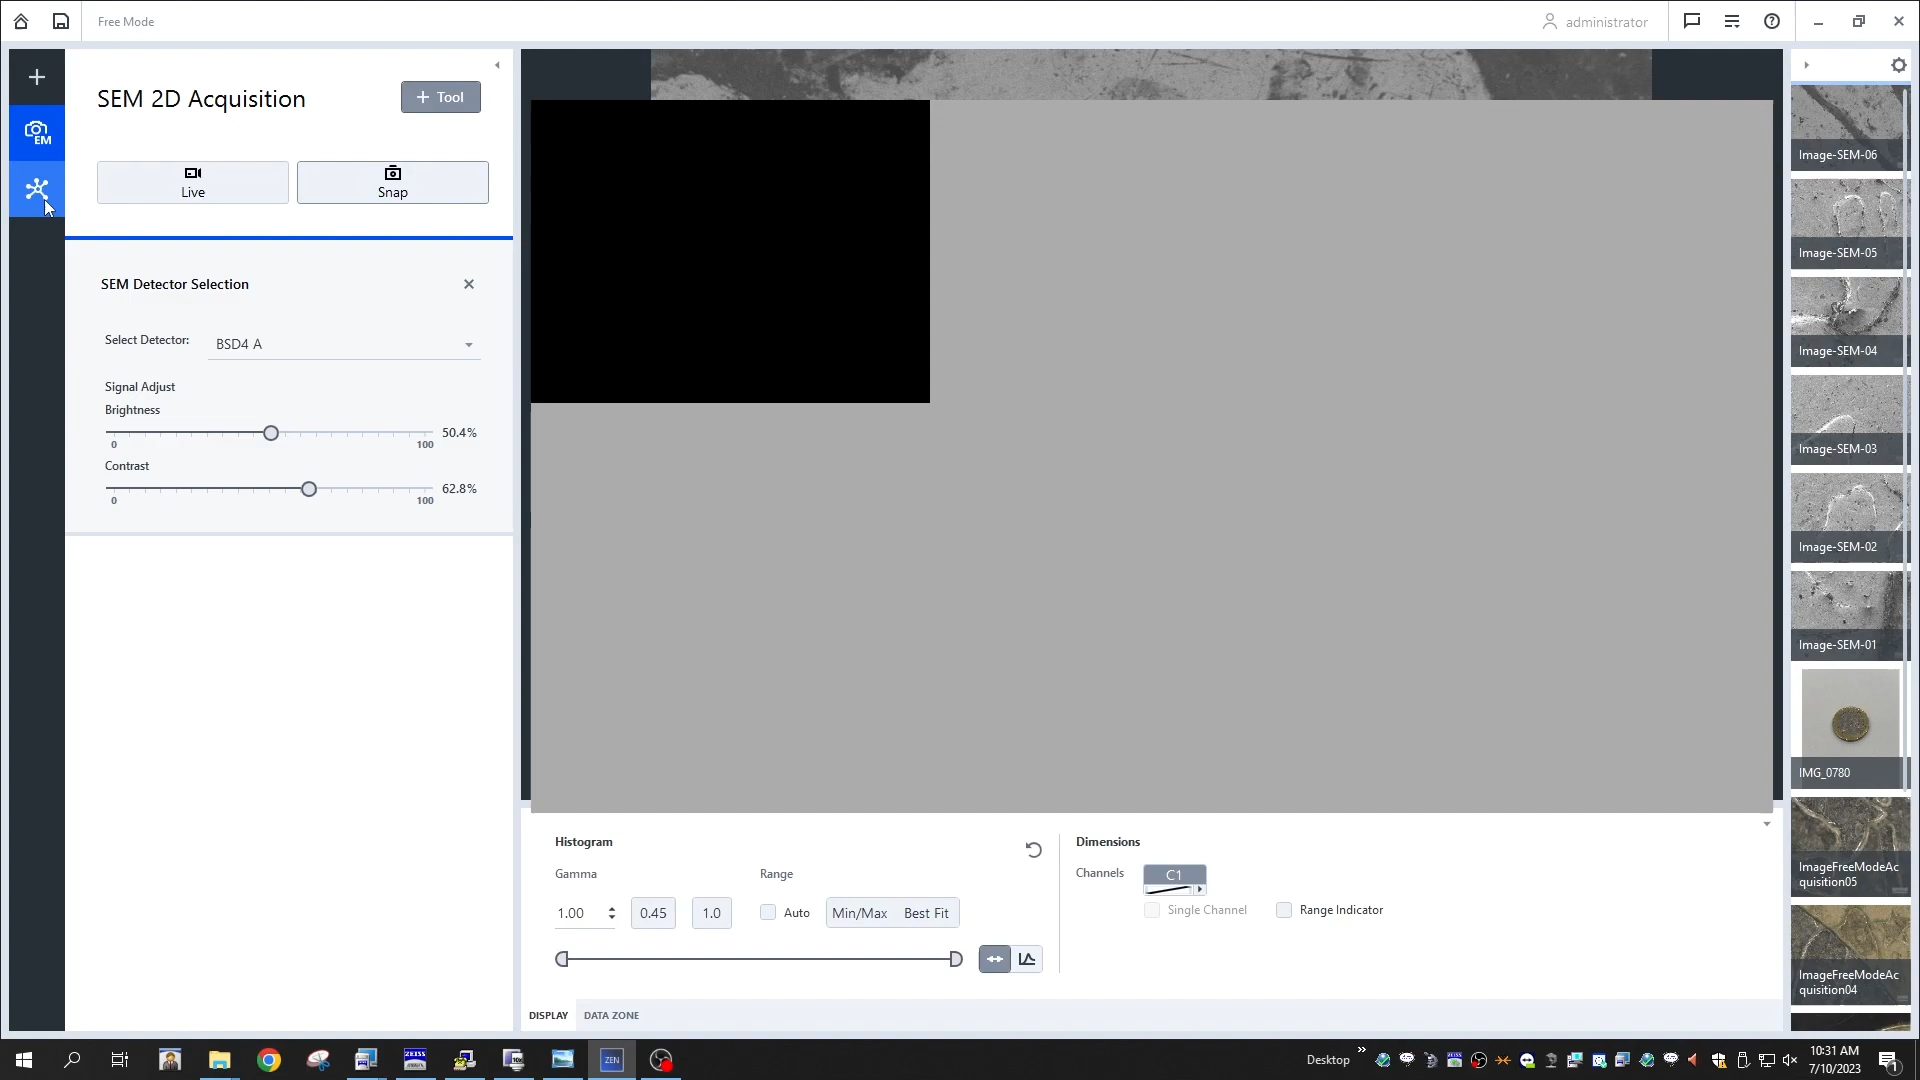 Free Mode
administrator
SEM 2D Acquisition
Tool
EM
Live
Snap
SEM Detector Selection
Select Detector:
BSD4 A
Signal Adjust
Brightness
50.4%
0
100
Contrast
62.8%
0
100
Image-SEM-06
Image-SEM-05
Image-SEM-04
Image-SEM-03
Image-SEM-02
Image-SEM-01
IMG_0780
ImageFreeModeAc
quisition05
ImageFreeModeAc
quisition04
Histogram
Gamma
Range
1.00
0.45
1.0
Auto
Min/Max
Best Fit
Dimensions
Channels
C1
Single Channel
Range Indicator
DISPLAY
DATA ZONE
ZEISS
ZEN
Desktop
10:31 AM
7/10/2023
1